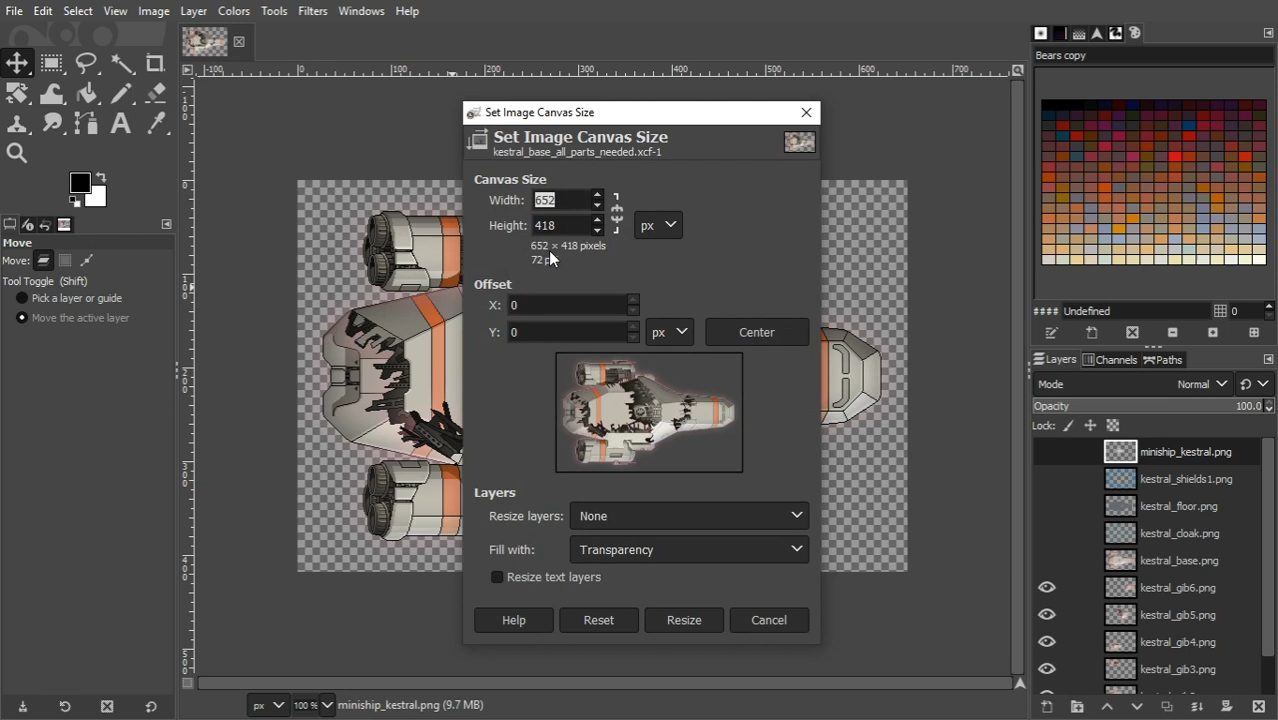 File Edit Select View Image Layer Colors Tools Filters Windows Help
Bears copy
-100 0 100 200 300 400 500 600 700
Set Image Canvas Size
Set Image Canvas Size
kestral_base_all_parts_needed.xcf-1
Canvas Size
Width: 652
Height: 418 px
652 × 418 pixels
72
Offset
X: 0
Y: 0 px Center
Layers
Resize layers: None
Fill with: Transparency
Resize text layers
Help Reset Resize Cancel
Move
Move:
Tool Toggle (Shift)
Pick a layer or guide
Move the active layer
Undefined 0
Layers Channels Paths
Mode Normal
Opacity 100.0
Lock:
miniship_kestral.png
kestral_shields1.png
kestral_floor.png
kestral_cloak.png
kestral_base.png
kestral_gib6.png
kestral_gib5.png
kestral_gib4.png
kestral_gib3.png
px 100 % miniship_kestral.png (9.7 MB)